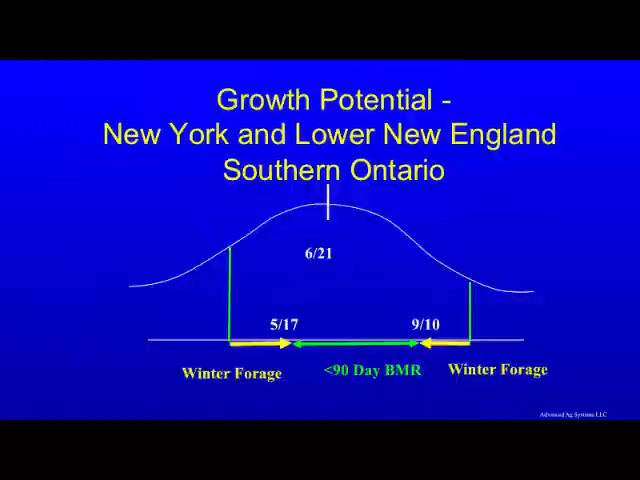 Growth Potential -
New York and Lower New England
Southern Ontario
6/21
5/17
9/10
Winter Forage
<90 Day BMR
Winter Forage
Advanced Ag Systems LLC